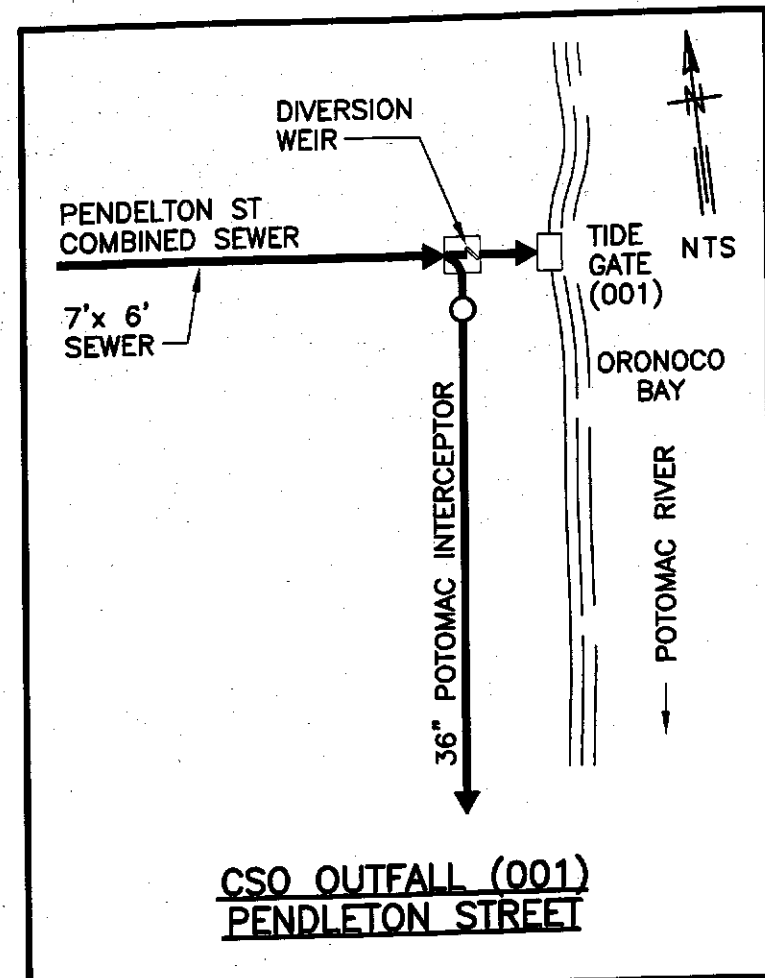 DIVERSION
WEIR
PENDELTON ST
COMBINED SEWER
7'x 6'
SEWER
TIDE
GATE
(001)
N
NTS
ORONOCO
BAY
36" POTOMAC INTERCEPTOR
POTOMAC RIVER
CSO OUTFALL (001)
PENDLETON STREET